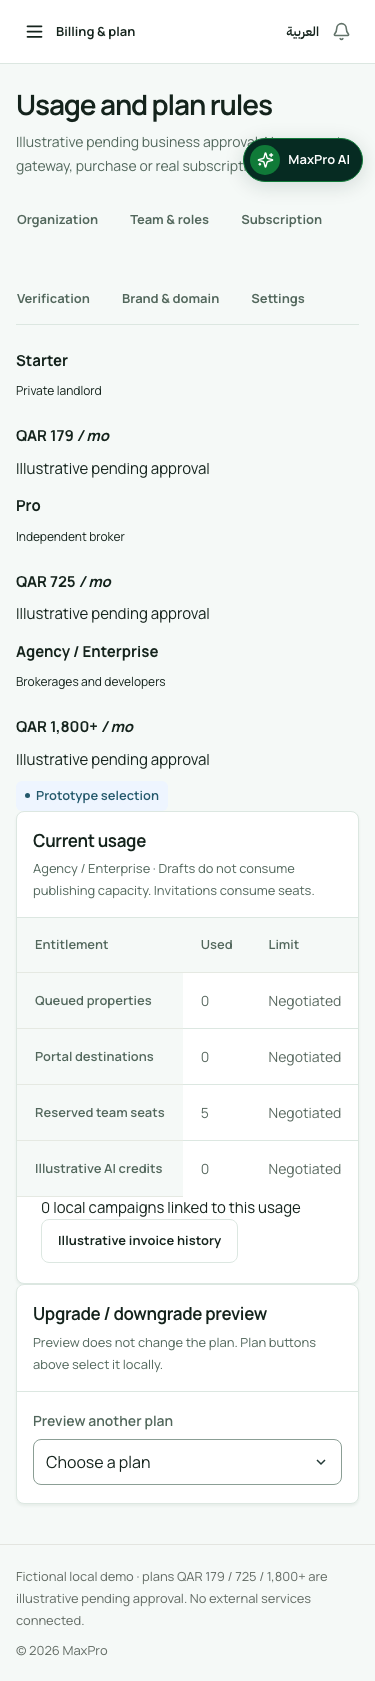 Billing & plan
العربية
Usage and plan rules
Illustrative pending business approval.
gateway, purchase or real
MaxPro AI
Organization Team & roles Subscription
Verification Brand & domain Settings
Starter
Private landlord
QAR 179 / mo
Illustrative pending approval
Pro
Independent broker
QAR 725 / mo
Illustrative pending approval
Agency / Enterprise
Brokerages and developers
QAR 1,800+ / mo
Illustrative pending approval
Prototype selection
Current usage
Agency / Enterprise · Drafts do not consume
publishing capacity. Invitations consume seats.
Entitlement Used Limit
Queued properties 0 Negotiated
Portal destinations 0 Negotiated
Reserved team seats 5 Negotiated
Illustrative AI credits 0 Negotiated
0 local campaigns linked to this usage
Illustrative invoice history
Upgrade / downgrade preview
Preview does not change the plan. Plan buttons
above select it locally.
Preview another plan
Choose a plan
Fictional local demo · plans QAR 179 / 725 / 1,800+ are
illustrative pending approval. No external services
connected.
© 2026 MaxPro